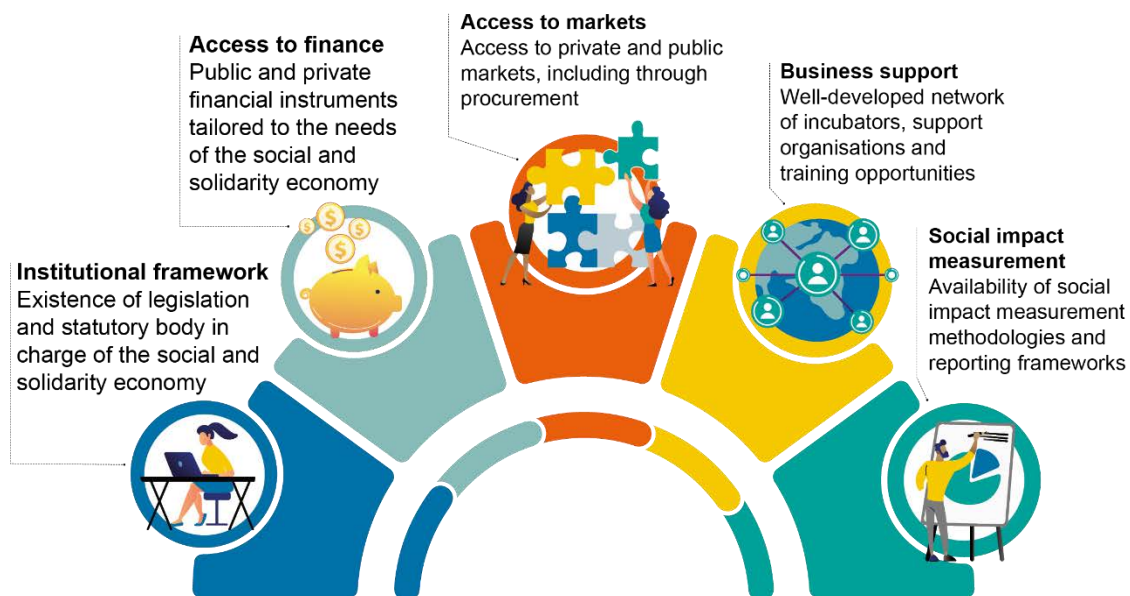 Institutional framework
Existence of legislation
and statutory body in
charge of the social and
solidarity economy
Access to finance
Public and private
financial instruments
tailored to the needs
of the social and
solidarity economy
Access to markets
Access to private and public
markets, including through
procurement
Business support
Well-developed network
of incubators, support
organisations and
training opportunities
Social impact
measurement
Availability of social
impact measurement
methodologies and
reporting frameworks
$
$
$
$